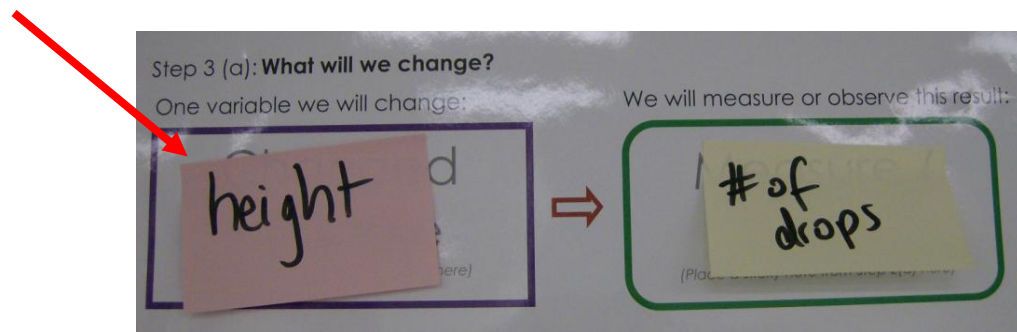 Step 3 (a): What will we change?
One variable we will change:
We will measure or observe this result:
height
# of
drops
here)